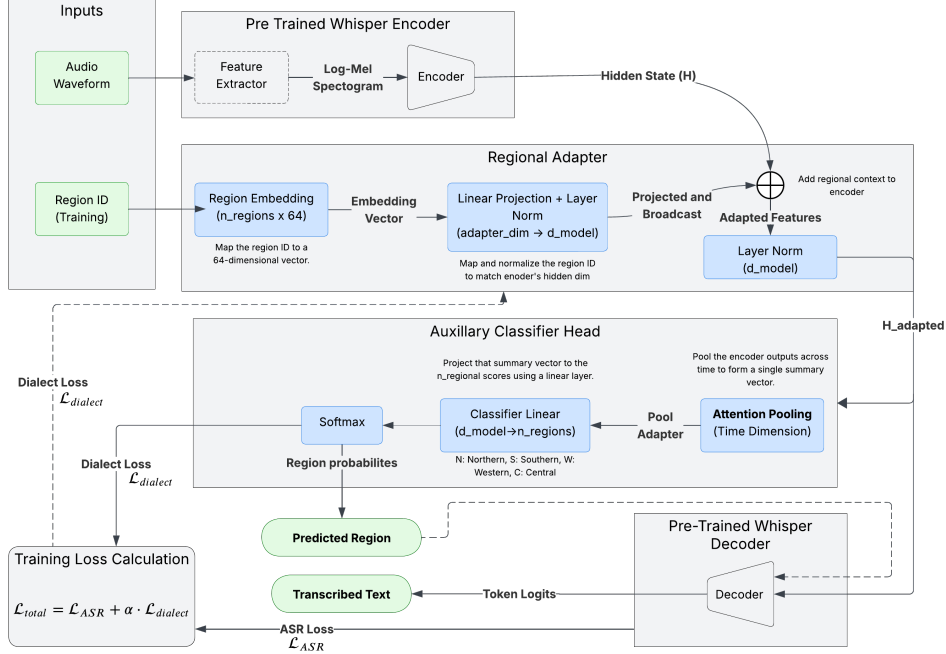 Inputs
Audio
Waveform
Region ID
(Training)
Pre Trained Whisper Encoder
Feature
Extractor
Log-Mel
Spectogram
Encoder
Hidden State (H)
Regional Adapter
Region Embedding
(n_regions x 64)
Map the region ID to a
64-dimensional vector.
Embedding
Vector
Linear Projection + Layer
Norm
(adapter_dim → d_model)
Map and normalize the region ID
to match enoder's hidden dim
Projected and
Broadcast
Add regional context to
encoder
Adapted Features
Layer Norm
(d_model)
H_adapted
Auxillary Classifier Head
Pool the encoder outputs across
time to form a single summary
vector.
Attention Pooling
(Time Dimension)
Pool
Adapter
Project that summary vector to the
n_regional scores using a linear layer.
Classifier Linear
(d_model→n_regions)
N: Northern, S: Southern, W:
Western, C: Central
Softmax
Region probabilites
Dialect Loss
ℒdialect
Dialect Loss
ℒdialect
Predicted Region
Pre-Trained Whisper
Decoder
Decoder
Token Logits
Transcribed Text
ASR Loss
ℒASR
Training Loss Calculation
ℒtotal = ℒASR + α · ℒdialect